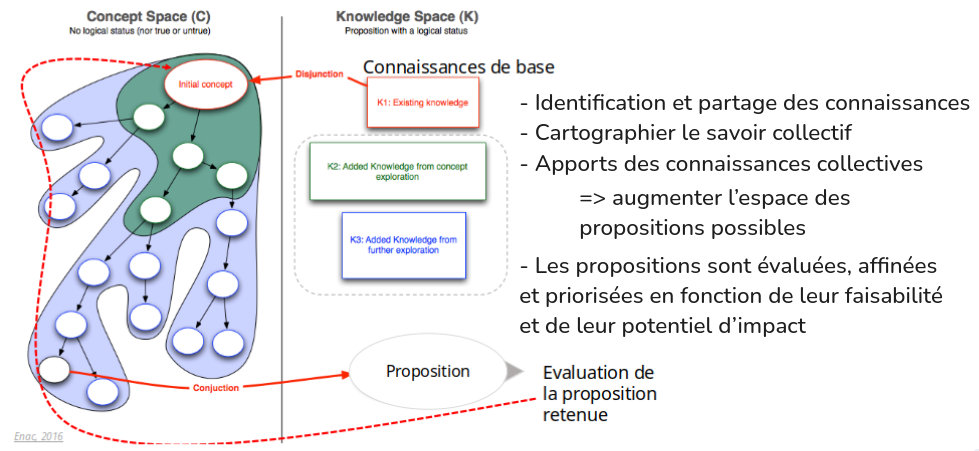 Concept Space (C)
No logical status (nor true or untrue)
Initial concept
Disjunction
Conjuction
Enac, 2016
Knowledge Space (K)
Proposition with a logical status
Connaissances de base
K1: Existing knowledge
K2: Added Knowledge from concept
exploration
K3: Added Knowledge from
further exploration
Proposition
Evaluation de
la proposition
retenue
- Identification et partage des connaissances
- Cartographier le savoir collectif
- Apports des connaissances collectives
=> augmenter l’espace des
propositions possibles
- Les propositions sont évaluées, affinées
et priorisées en fonction de leur faisabilité
et de leur potentiel d’impact